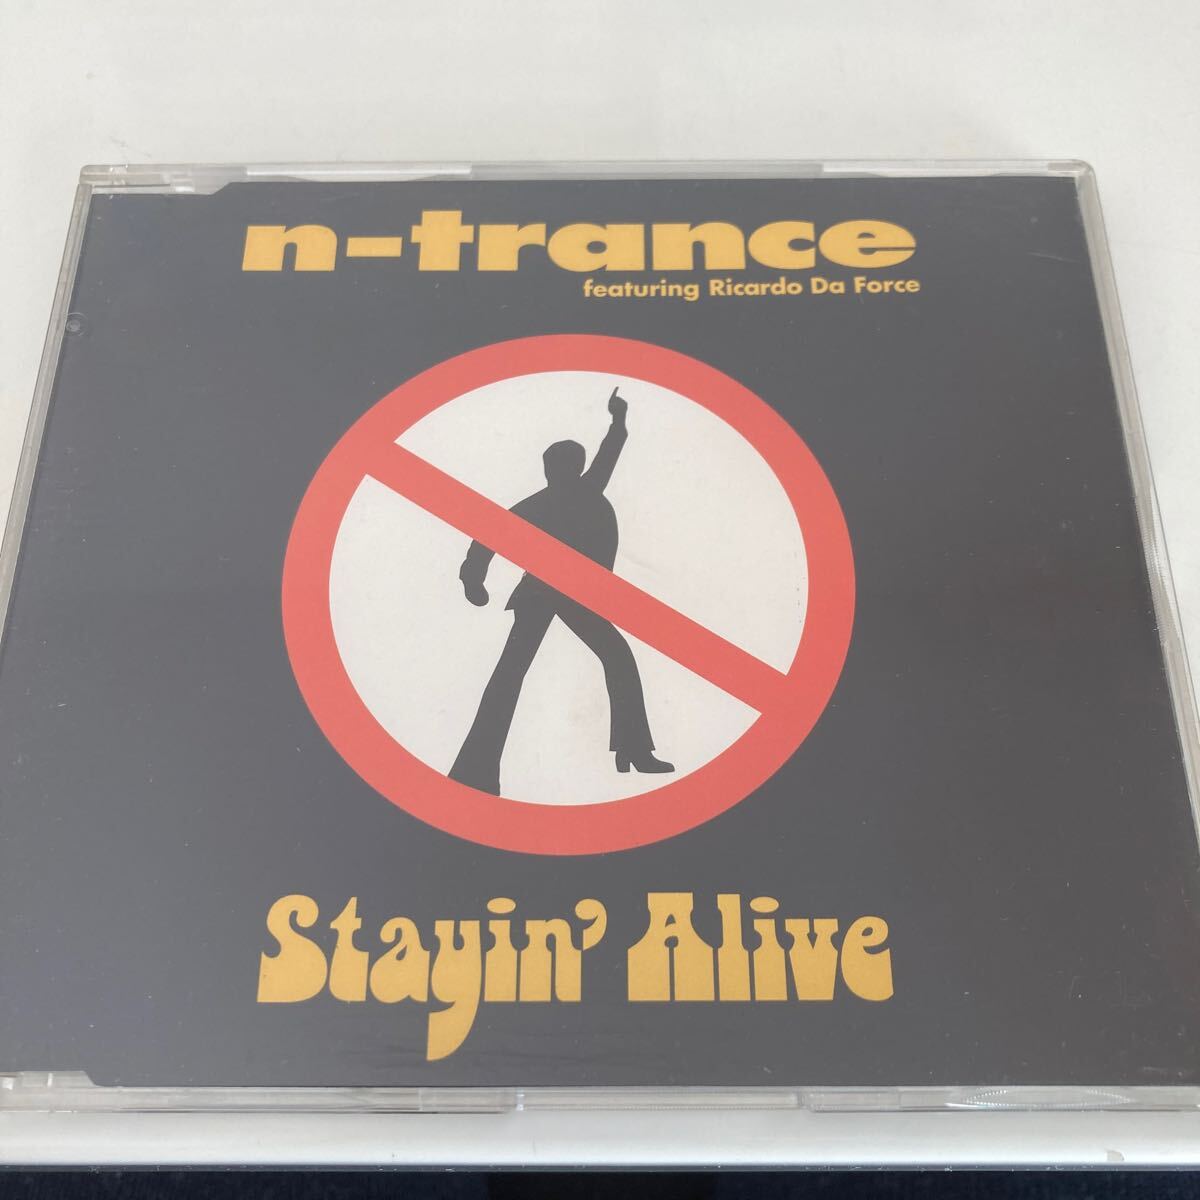 n-trance
featuring Ricardo Da Force
Stayin' Alive